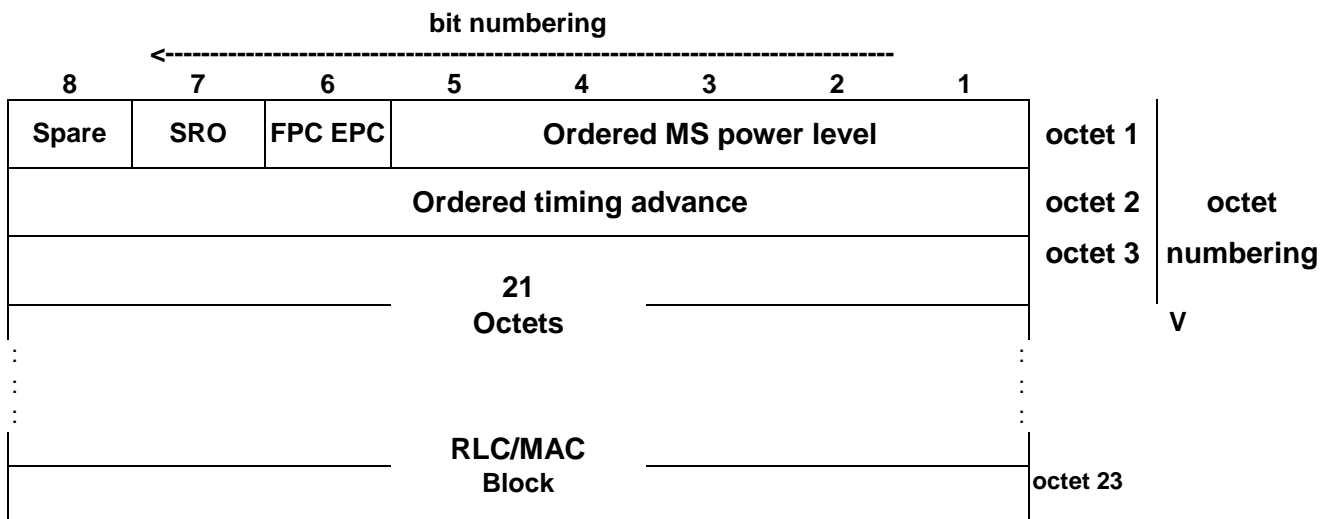 bit numbering
<--------------------------------------------------------------------------------
8 7 6 5 4 3 2 1
Spare SRO FPC EPC Ordered MS power level octet 1
Ordered timing advance octet 2 octet
octet 3 numbering
21
Octets V
: :
: :
: :
RLC/MAC
Block octet 23